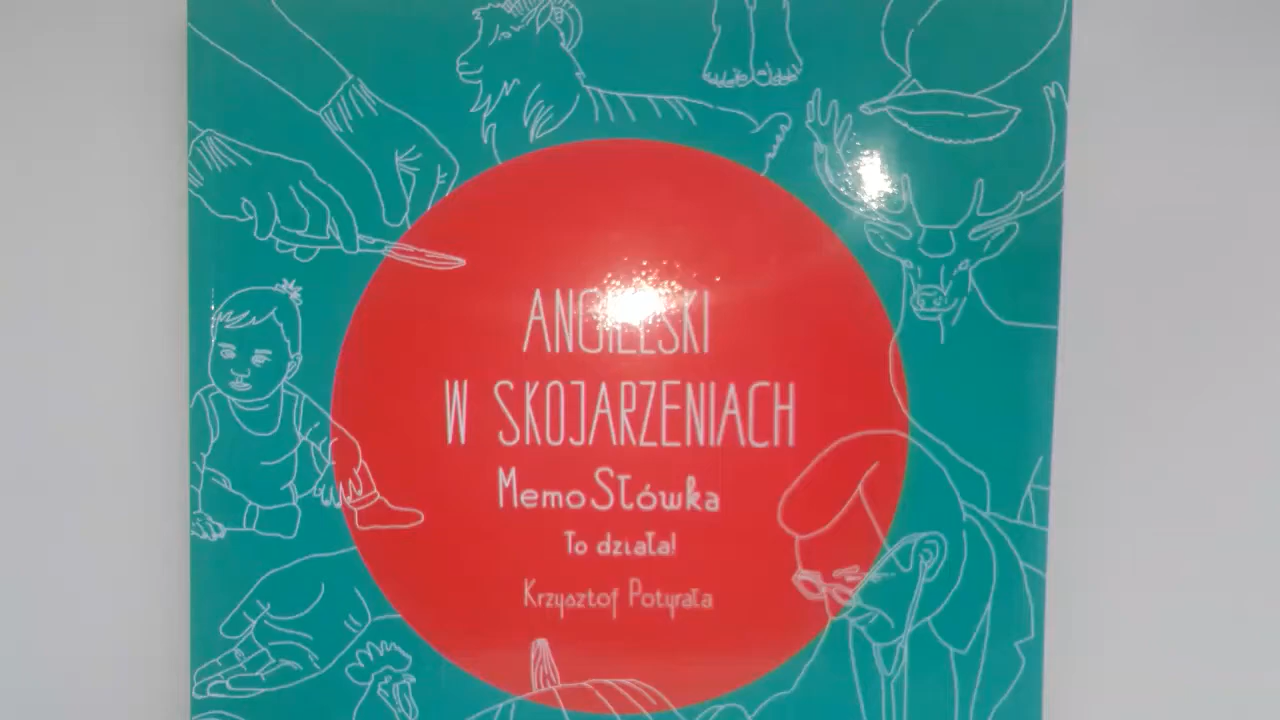 ANGIELSKI
W SKOJARZENIACH
MemoSłówka
To działa!
Krzysztof Potyrała